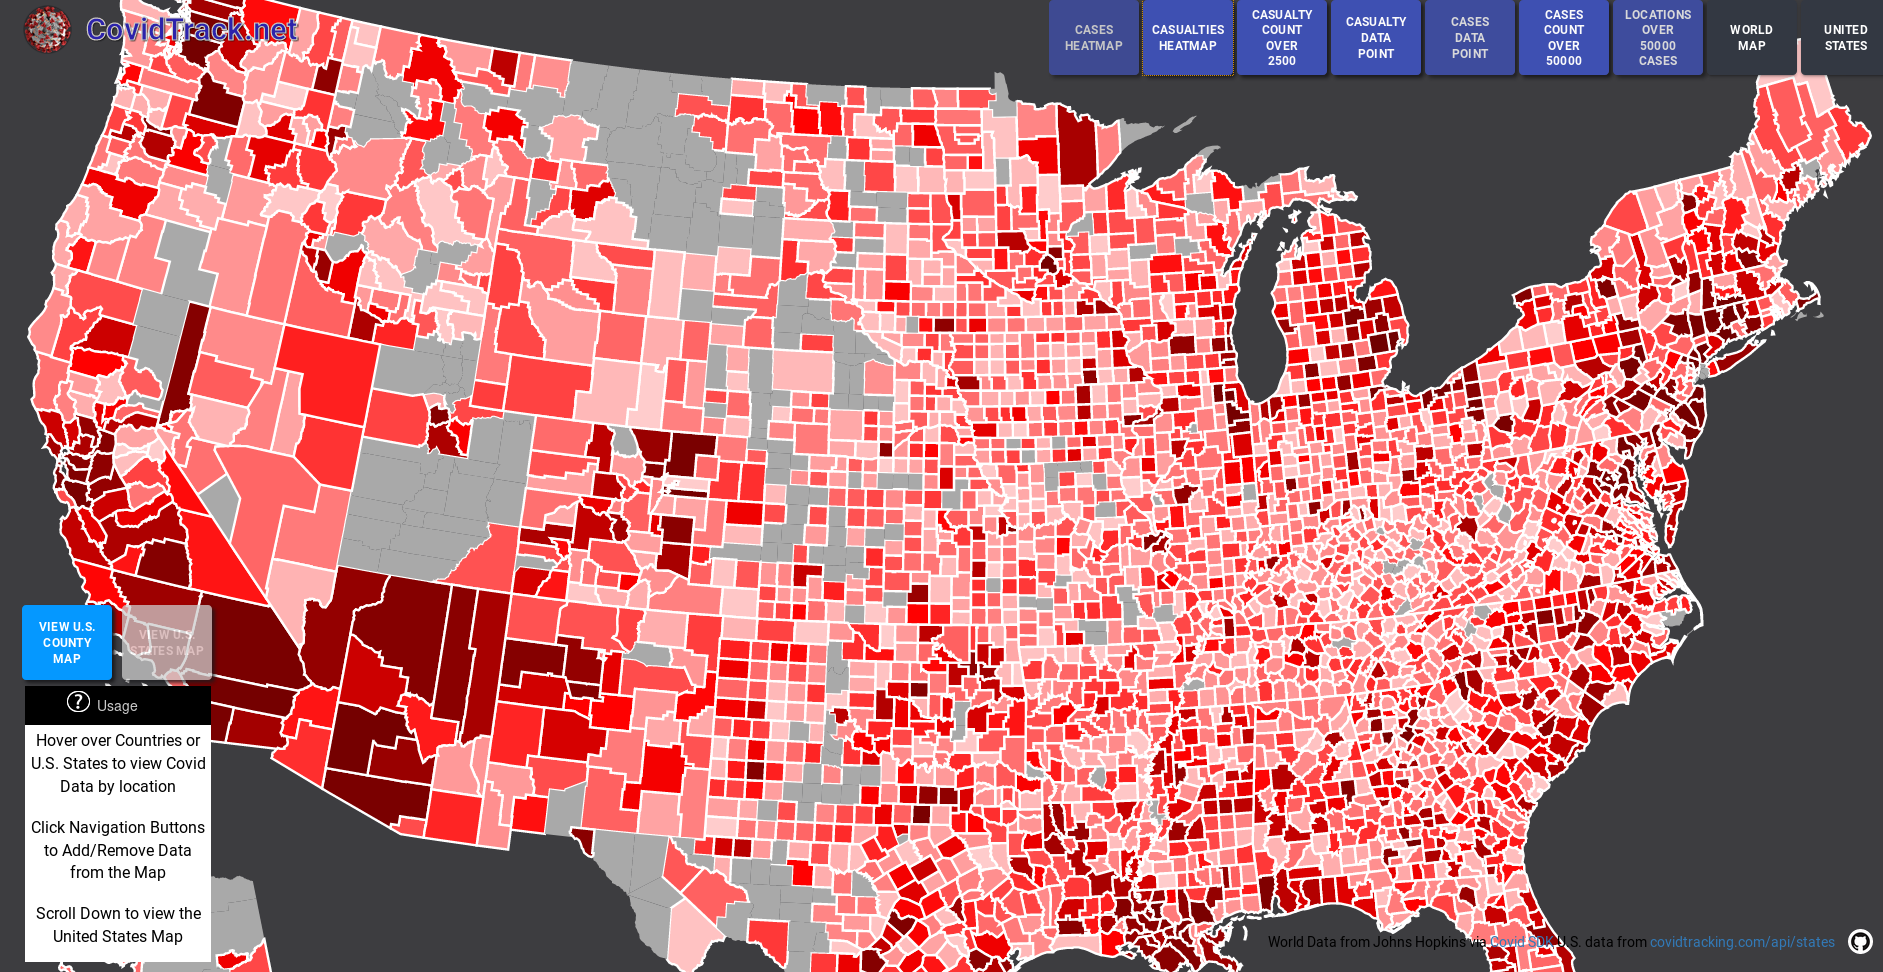 CovidTrack.net
CASES
HEATMAP
CASUALTIES
HEATMAP
CASUALTY
COUNT
OVER
2500
CASUALTY
DATA
POINT
CASES
DATA
POINT
CASES
COUNT
OVER
50000
LOCATIONS
OVER
50000
CASES
WORLD
MAP
UNITED
STATES
VIEW U.S.
COUNTY
MAP
VIEW U.S.
STATES MAP
? Usage
Hover over Countries or
U.S. States to view Covid
Data by location
Click Navigation Buttons
to Add/Remove Data
from the Map
Scroll Down to view the
United States Map
World Data from Johns Hopkins via Covid SDK U.S. data from covidtracking.com/api/states